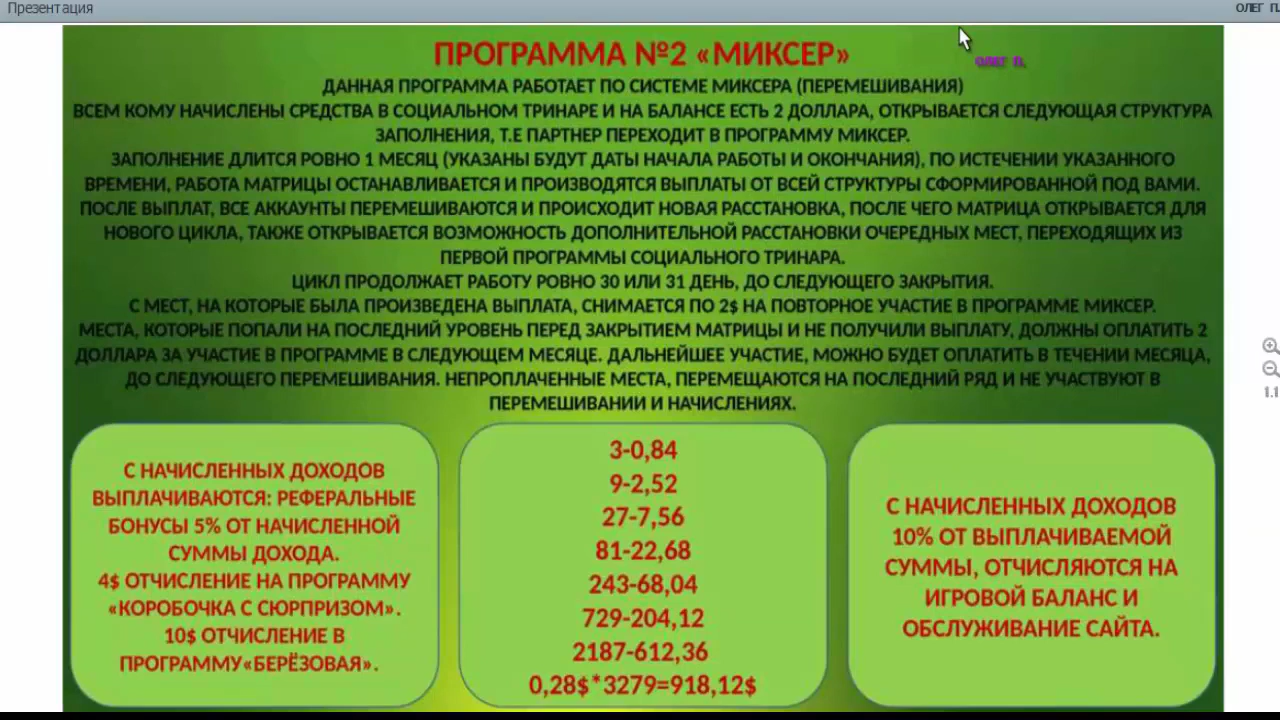 Презентация
ОЛЕГ П.
ПРОГРАММА №2 «МИКСЕР»
ОЛЕГ П.
ДАННАЯ ПРОГРАММА РАБОТАЕТ ПО СИСТЕМЕ МИКСЕРА (ПЕРЕМЕШИВАНИЯ)
ВСЕМ КОМУ НАЧИСЛЕНЫ СРЕДСТВА В СОЦИАЛЬНОМ ТРИНАРЕ И НА БАЛАНСЕ ЕСТЬ 2 ДОЛЛАРА, ОТКРЫВАЕТСЯ СЛЕДУЮЩАЯ СТРУКТУРА
ЗАПОЛНЕНИЯ, Т.Е ПАРТНЕР ПЕРЕХОДИТ В ПРОГРАММУ МИКСЕР.
ЗАПОЛНЕНИЕ ДЛИТСЯ РОВНО 1 МЕСЯЦ (УКАЗАНЫ БУДУТ ДАТЫ НАЧАЛА РАБОТЫ И ОКОНЧАНИЯ), ПО ИСТЕЧЕНИИ УКАЗАННОГО
ВРЕМЕНИ, РАБОТА МАТРИЦЫ ОСТАНАВЛИВАЕТСЯ И ПРОИЗВОДЯТСЯ ВЫПЛАТЫ ОТ ВСЕЙ СТРУКТУРЫ СФОРМИРОВАННОЙ ПОД ВАМИ.
ПОСЛЕ ВЫПЛАТ, ВСЕ АККАУНТЫ ПЕРЕМЕШИВАЮТСЯ И ПРОИСХОДИТ НОВАЯ РАССТАНОВКА, ПОСЛЕ ЧЕГО МАТРИЦА ОТКРЫВАЕТСЯ ДЛЯ
НОВОГО ЦИКЛА, ТАКЖЕ ОТКРЫВАЕТСЯ ВОЗМОЖНОСТЬ ДОПОЛНИТЕЛЬНОЙ РАССТАНОВКИ ОЧЕРЕДНЫХ МЕСТ, ПЕРЕХОДЯЩИХ ИЗ
ПЕРВОЙ ПРОГРАММЫ СОЦИАЛЬНОГО ТРИНАРА.
ЦИКЛ ПРОДОЛЖАЕТ РАБОТУ РОВНО 30 ИЛИ 31 ДЕНЬ, ДО СЛЕДУЮЩЕГО ЗАКРЫТИЯ.
С МЕСТ, НА КОТОРЫЕ БЫЛА ПРОИЗВЕДЕНА ВЫПЛАТА, СНИМАЕТСЯ ПО 2$ НА ПОВТОРНОЕ УЧАСТИЕ В ПРОГРАММЕ МИКСЕР.
МЕСТА, КОТОРЫЕ ПОПАЛИ НА ПОСЛЕДНИЙ УРОВЕНЬ ПЕРЕД ЗАКРЫТИЕМ МАТРИЦЫ И НЕ ПОЛУЧИЛИ ВЫПЛАТУ, ДОЛЖНЫ ОПЛАТИТЬ 2
ДОЛЛАРА ЗА УЧАСТИЕ В ПРОГРАММЕ В СЛЕДУЮЩЕМ МЕСЯЦЕ. ДАЛЬНЕЙШЕЕ УЧАСТИЕ, МОЖНО БУДЕТ ОПЛАТИТЬ В ТЕЧЕНИИ МЕСЯЦА,
ДО СЛЕДУЮЩЕГО ПЕРЕМЕШИВАНИЯ. НЕПРОПЛАЧЕННЫЕ МЕСТА, ПЕРЕМЕЩАЮТСЯ НА ПОСЛЕДНИЙ РЯД И НЕ УЧАСТВУЮТ В
ПЕРЕМЕШИВАНИИ И НАЧИСЛЕНИЯХ.
С НАЧИСЛЕННЫХ ДОХОДОВ
ВЫПЛАЧИВАЮТСЯ: РЕФЕРАЛЬНЫЕ
БОНУСЫ 5% ОТ НАЧИСЛЕННОЙ
СУММЫ ДОХОДА.
4$ ОТЧИСЛЕНИЕ НА ПРОГРАММУ
«КОРОБОЧКА С СЮРПРИЗОМ».
10$ ОТЧИСЛЕНИЕ В
ПРОГРАММУ«БЕРЁЗОВАЯ».
3-0,84
9-2,52
27-7,56
81-22,68
243-68,04
729-204,12
2187-612,36
0,28$*3279=918,12$
С НАЧИСЛЕННЫХ ДОХОДОВ
10% ОТ ВЫПЛАЧИВАЕМОЙ
СУММЫ, ОТЧИСЛЯЮТСЯ НА
ИГРОВОЙ БАЛАНС И
ОБСЛУЖИВАНИЕ САЙТА.
1:1